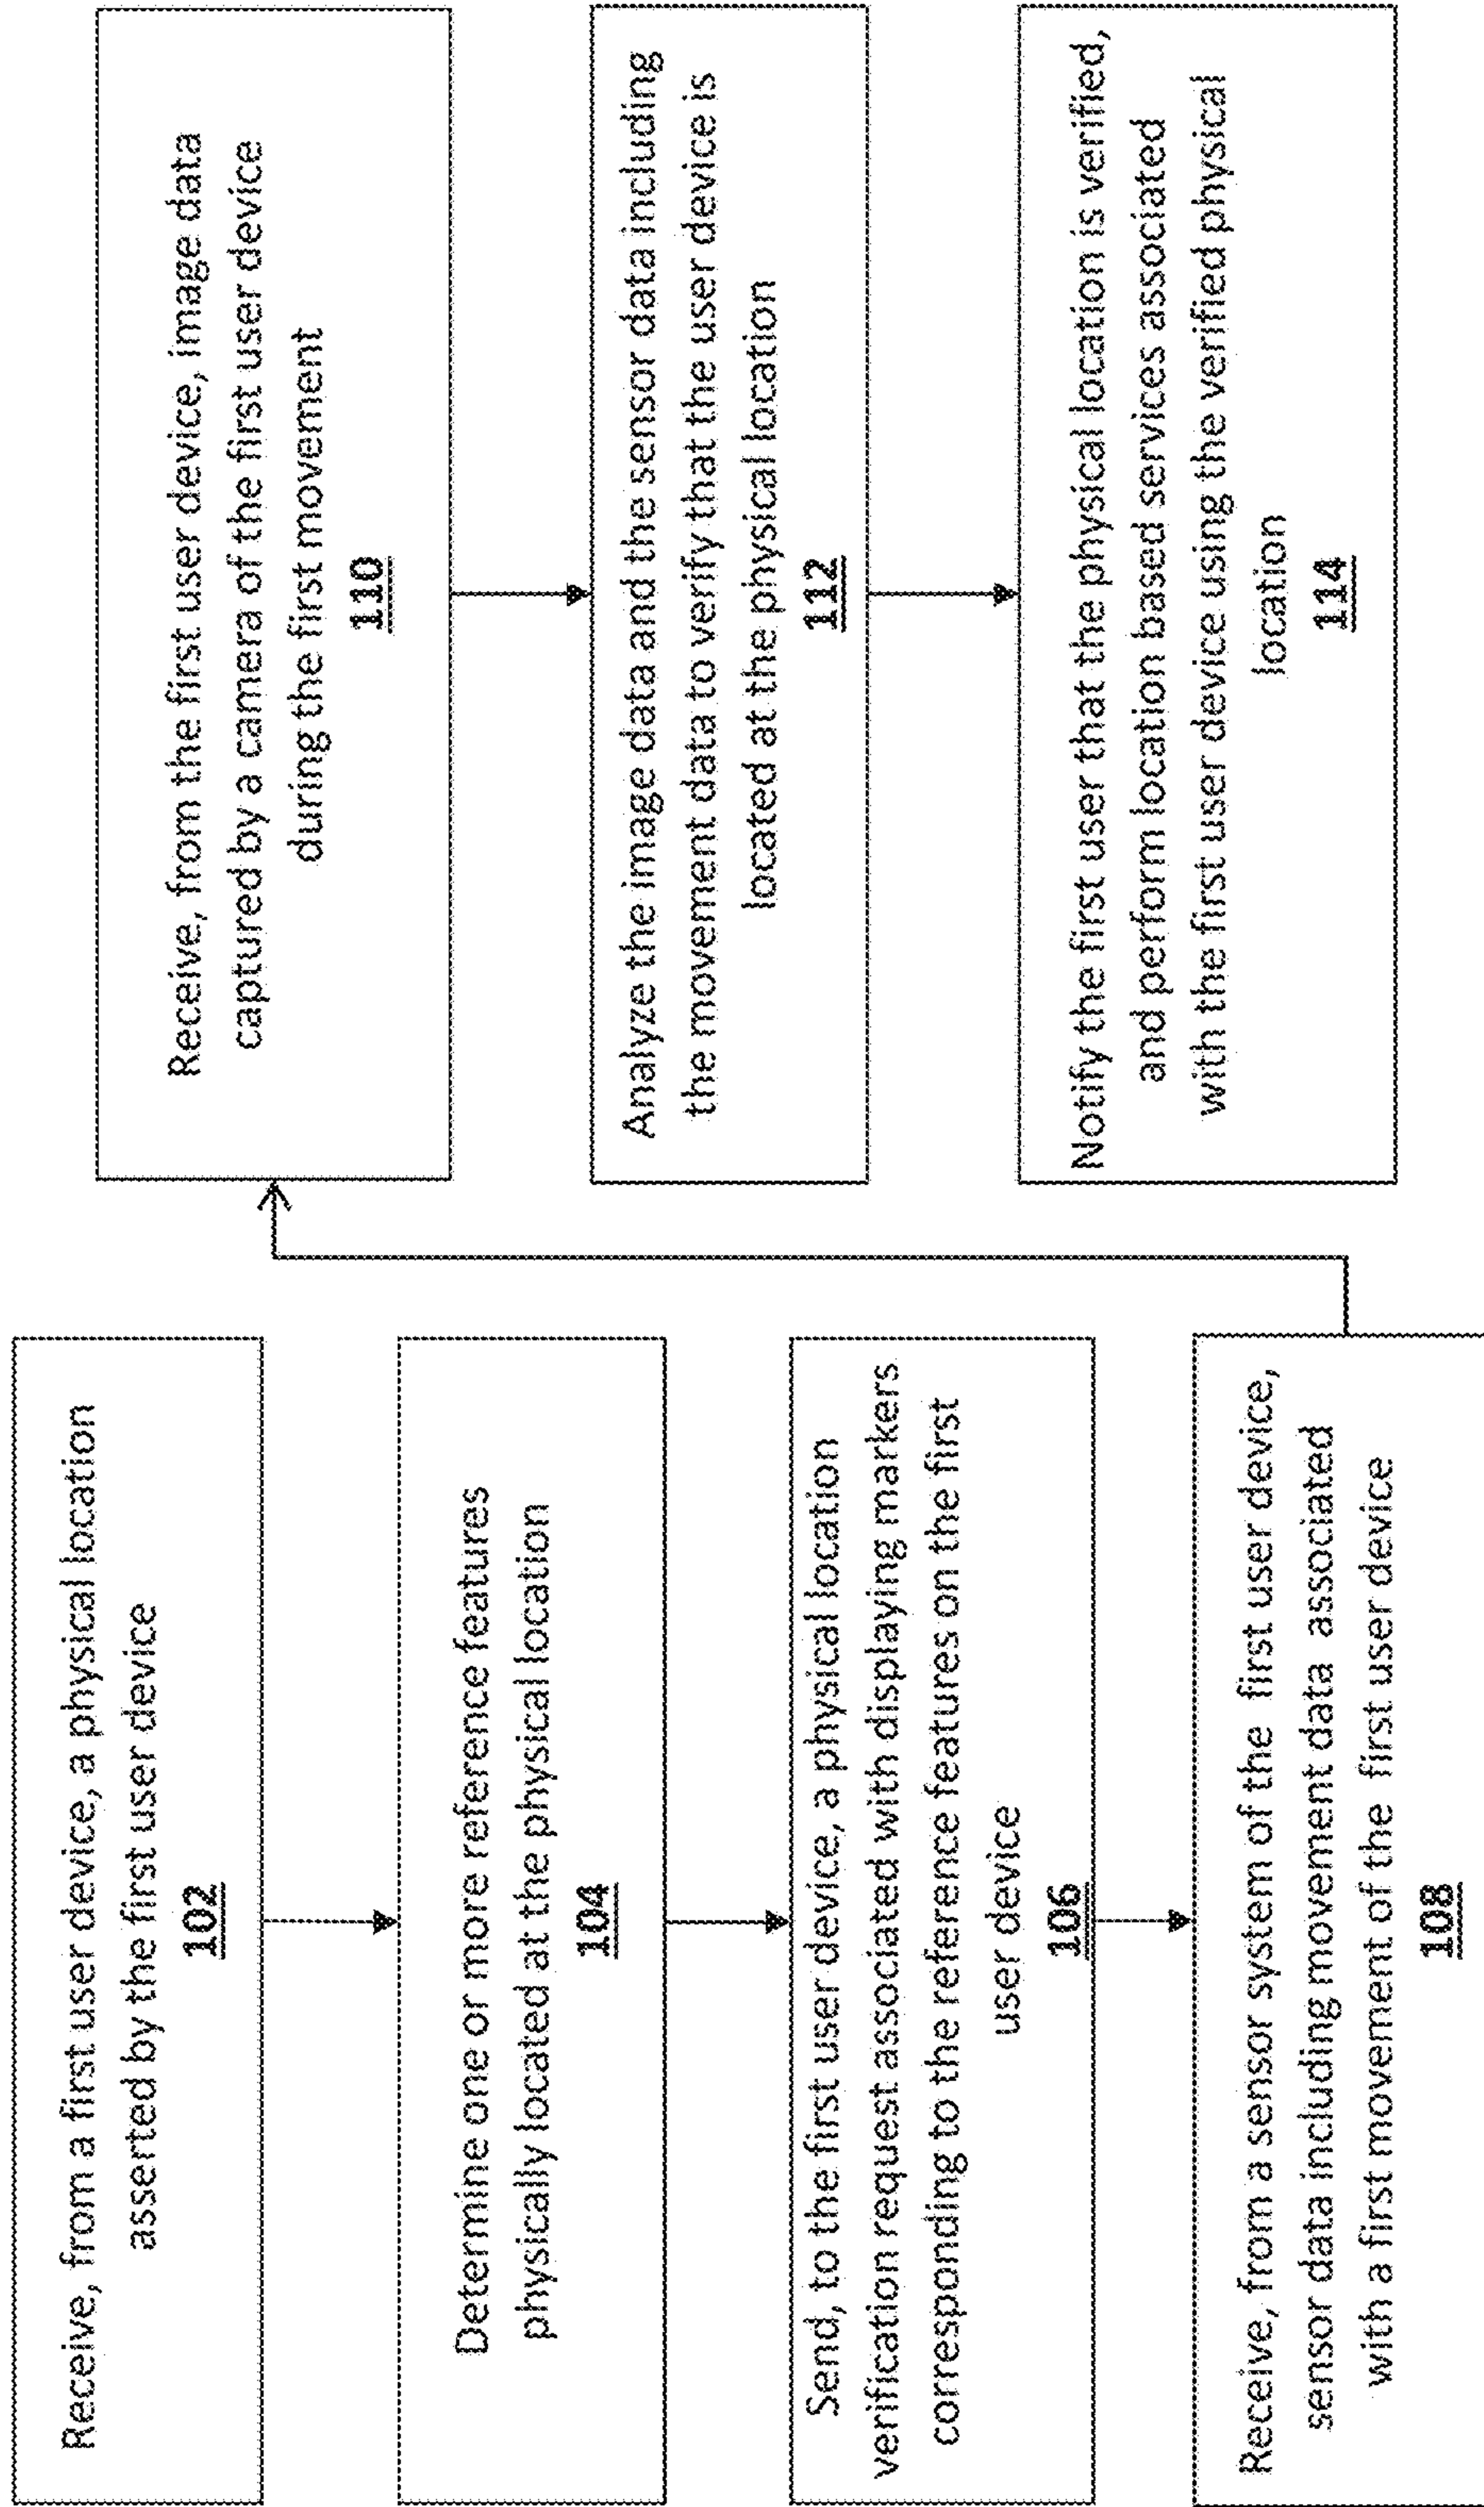 Receive, from a first user device, a physical location
asserted by the first user device
102
Determine one or more reference features
physically located at the physical location
104
Send, to the first user device, a physical location
verification request associated with displaying markers
corresponding to the reference features on the first
user device
106
Receive, from a sensor system of the first user device,
sensor data including movement data associated
with a first movement of the first user device
108
Receive, from the first user device, image data
captured by a camera of the first user device
during the first movement
110
Analyze the image data and the sensor data including
the movement data to verify that the user device is
located at the physical location
112
Notify the first user that the physical location is verified,
and perform location based services associated
with the first user device using the verified physical
location
114